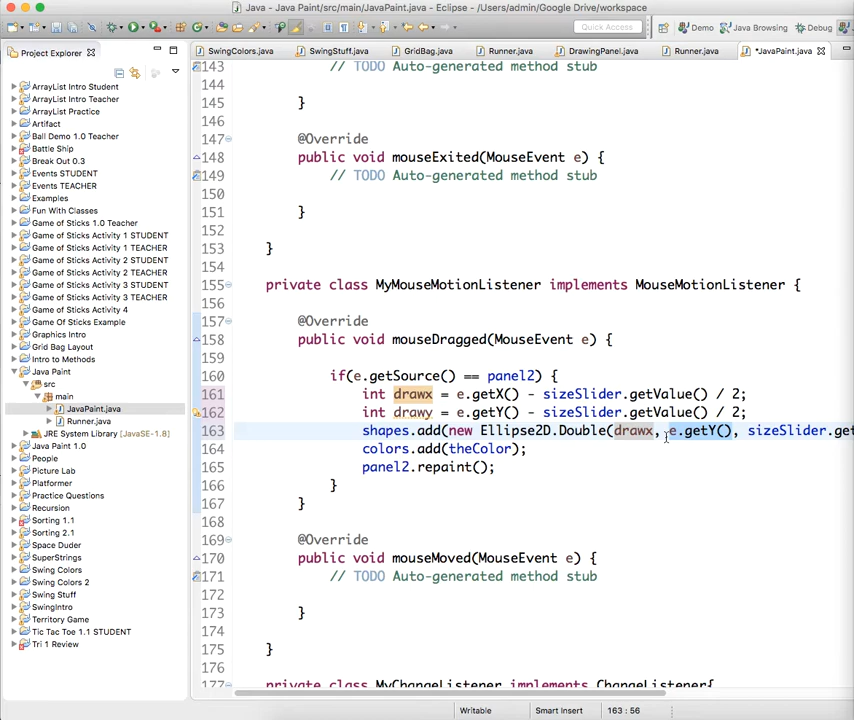 Java - Java Paint/src/main/JavaPaint.java - Eclipse - /Users/admin/Google Drive/workspace
Quick Access
Demo
Java Browsing
Debug
Project Explorer
SwingColors.java
SwingStuff.java
GridBag.java
Runner.java
DrawingPanel.java
Runner.java
*JavaPaint.java
ArrayList Intro Student
ArrayList Intro Teacher
ArrayList Practice
Artifact
Ball Demo 1.0 Teacher
Battle Ship
Break Out 0.3
Events STUDENT
Events TEACHER
Examples
Fun With Classes
Game of Sticks 1.0 Teacher
Game of Sticks Activity 1 STUDENT
Game of Sticks Activity 1 TEACHER
Game of Sticks Activity 2 STUDENT
Game of Sticks Activity 2 TEACHER
Game of Sticks Activity 3 STUDENT
Game of Sticks Activity 3 TEACHER
Game of Sticks Activity 4
Game Of Sticks Example
Graphics Intro
Grid Bag Layout
Intro to Methods
Java Paint
src
main
JavaPaint.java
Runner.java
JRE System Library [JavaSE-1.8]
Java Paint 1.0
People
Picture Lab
Platformer
Practice Questions
Recursion
Sorting 1.1
Sorting 2.1
Space Duder
SuperStrings
Swing Colors
Swing Colors 2
Swing Stuff
SwingIntro
Territory Game
Tic Tac Toe 1.1 STUDENT
Tri 1 Review
143 // TODO Auto-generated method stub
144
145 }
146
147 @Override
148 public void mouseExited(MouseEvent e) {
149 // TODO Auto-generated method stub
150
151 }
152
153 }
154
155 private class MyMouseMotionListener implements MouseMotionListener {
156
157 @Override
158 public void mouseDragged(MouseEvent e) {
159
160 if(e.getSource() == panel2) {
161 int drawx = e.getX() - sizeSlider.getValue() / 2;
162 int drawy = e.getY() - sizeSlider.getValue() / 2;
163 shapes.add(new Ellipse2D.Double(drawx, e.getY(), sizeSlider.get
164 colors.add(theColor);
165 panel2.repaint();
166 }
167 }
168
169 @Override
170 public void mouseMoved(MouseEvent e) {
171 // TODO Auto-generated method stub
172
173 }
174
175 }
176
177 private class MyChangeListener implements ChangeListener{
Writable
Smart Insert
163 : 56